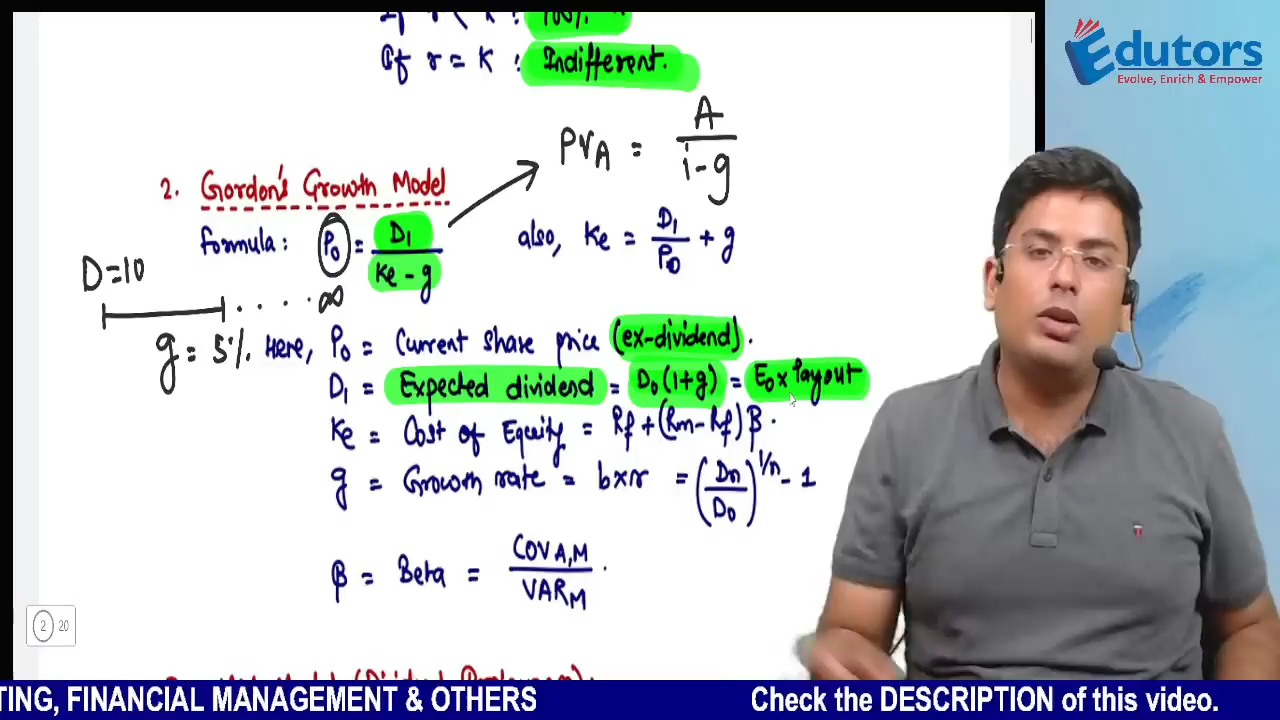 If r = K : Indifferent.
PVA = A / i - g
2. Gordon's Growth Model
formula: P0 = D1 / Ke - g
also, Ke = D1 / P0 + g
D = 10
. . . . . ∞
g = 5%.
Here, P0 = Current share price (ex-dividend).
D1 = Expected dividend = D0 (1+g) = E0 x Payout
Ke = Cost of Equity = Rf + (Rm - Rf) β .
g = Growth rate = b x r = (Dn / D0)^1/n - 1
β = Beta = COV A,M / VAR M .
2 20
Edutors
Evolve, Enrich & Empower
TING, FINANCIAL MANAGEMENT & OTHERS
Check the DESCRIPTION of this video.